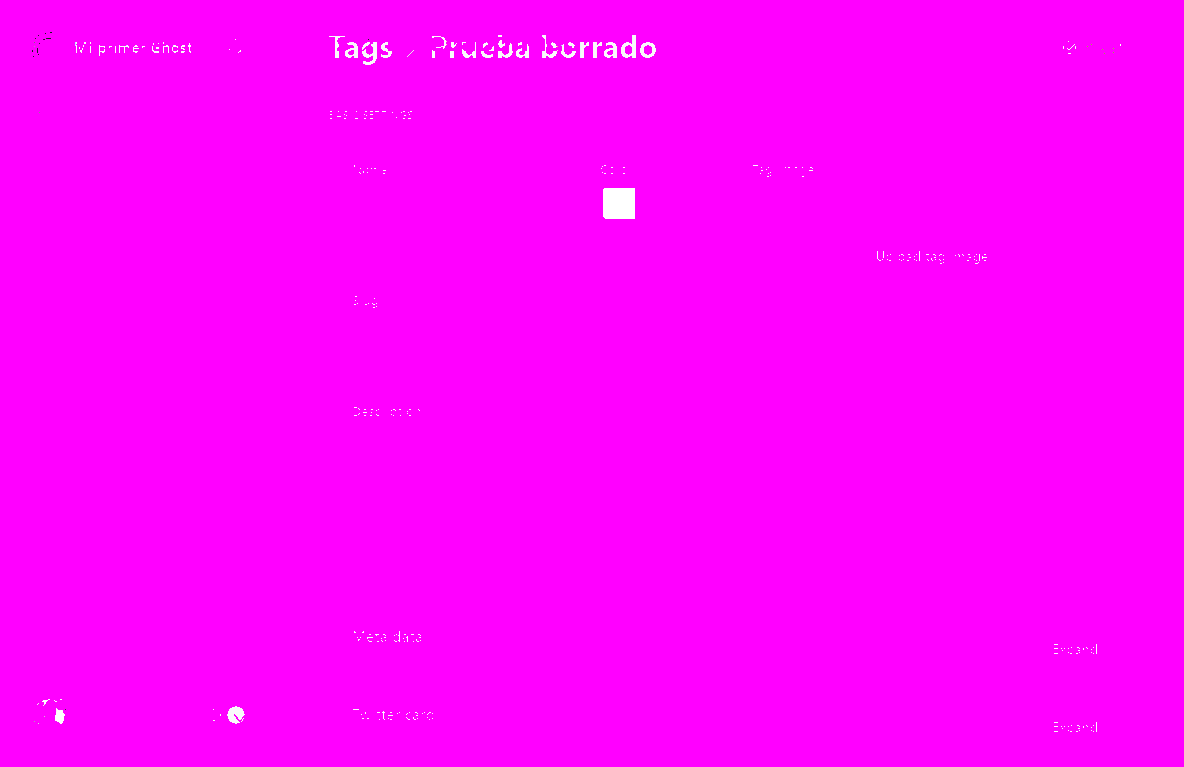 Mi primer Ghost
Tags / Prueba borrado
BASIC SETTINGS
Name
Color
Tag image
Upload tag image
Slug
Description
Meta data
Expand
Twitter card
Expand